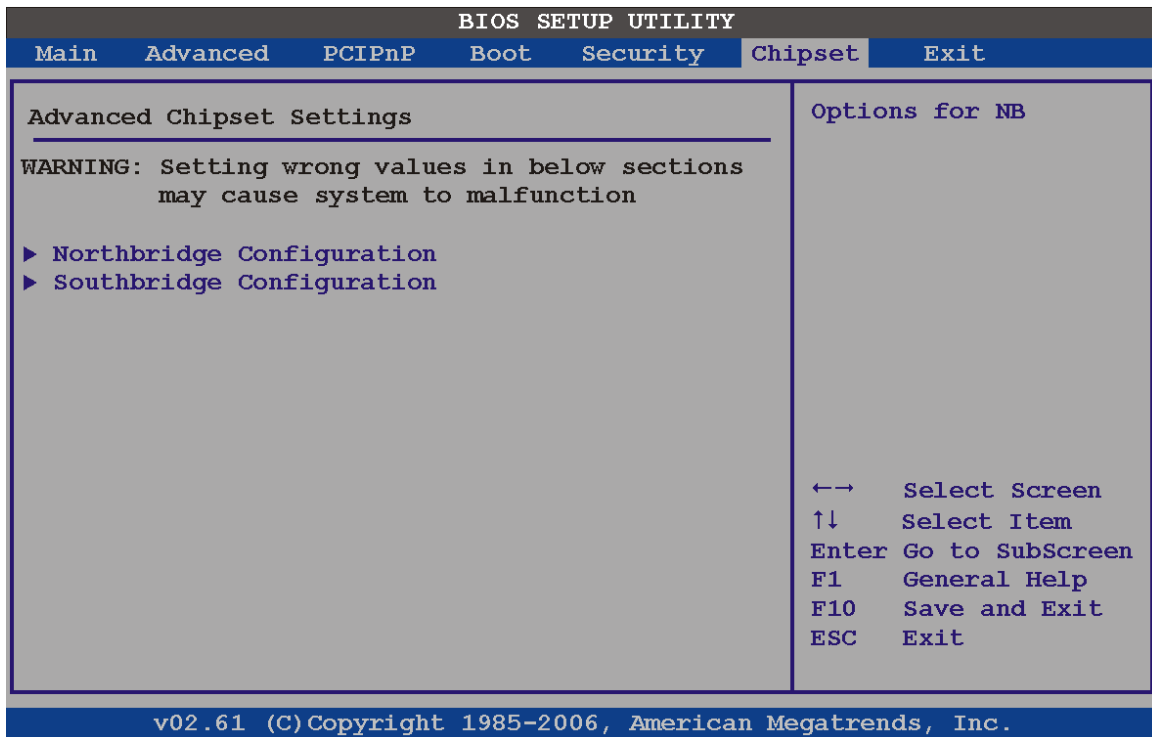 BIOS SETUP UTILITY
Main Advanced PCIPnP Boot Security Chipset Exit
Advanced Chipset Settings
WARNING: Setting wrong values in below sections
may cause system to malfunction
▶ Northbridge Configuration
▶ Southbridge Configuration
Options for NB
←→ Select Screen
↑↓ Select Item
Enter Go to SubScreen
F1 General Help
F10 Save and Exit
ESC Exit
v02.61 (C)Copyright 1985-2006, American Megatrends, Inc.